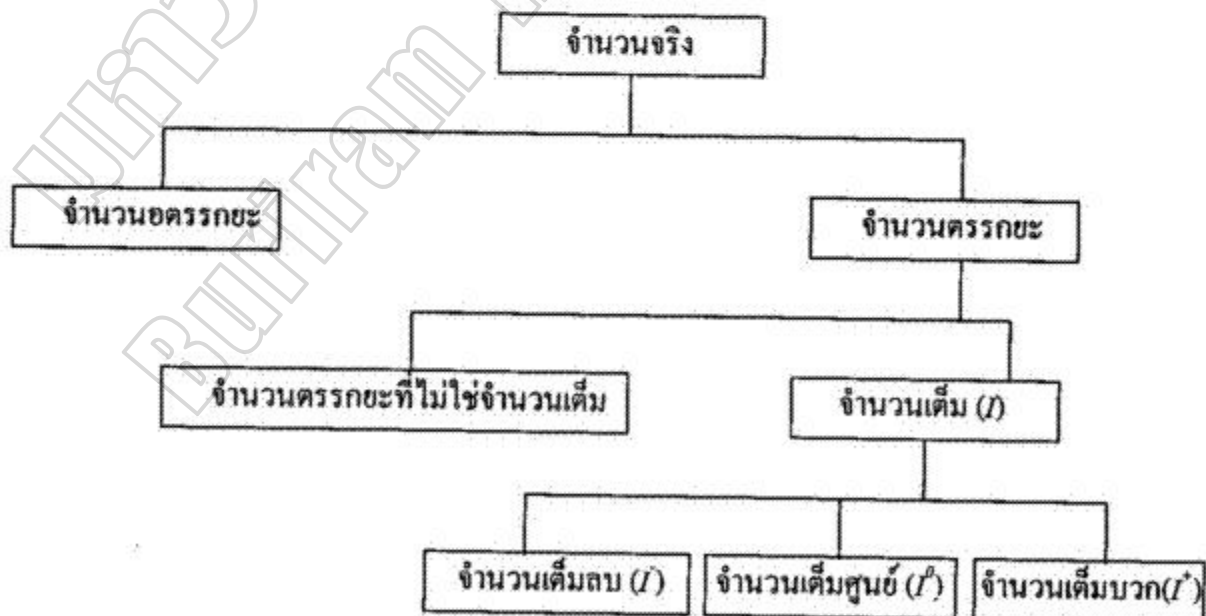 จำนวนจริง
จำนวนอตรรกยะ
จำนวนตรรกยะ
จำนวนตรรกยะที่ไม่ใช่จำนวนเต็ม
จำนวนเต็ม (I)
จำนวนเต็มลบ (I)
จำนวนเต็มศูนย์ (I⁰)
จำนวนเต็มบวก(I⁺)
Buriram